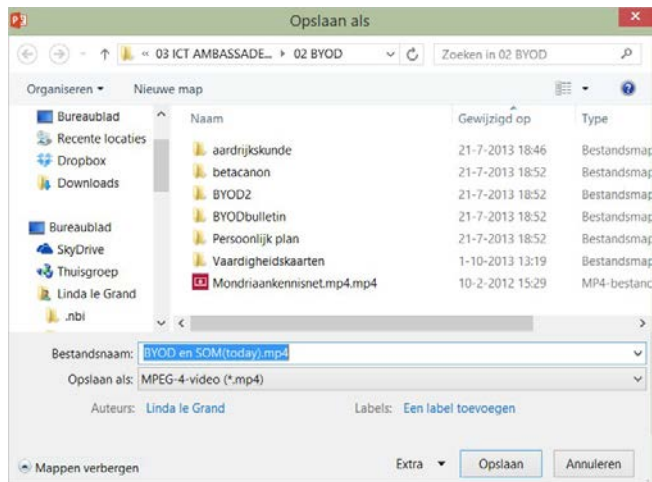 Opslaan als
« 03 ICT AMBASSADE... 02 BYOD Zoeken in 02 BYOD
Organiseren Nieuwe map
Naam Gewijzigd op Type
Bureaublad
Recente locaties
Dropbox
Downloads
Bureaublad
SkyDrive
Thuisgroep
Linda le Grand
.nbi
aardrijkskunde 21-7-2013 18:46 Bestandsmap
betacanon 21-7-2013 18:52 Bestandsmap
BYOD2 21-7-2013 18:52 Bestandsmap
BYODbulletin 21-7-2013 18:52 Bestandsmap
Persoonlijk plan 21-7-2013 18:52 Bestandsmap
Vaardigheidskaarten 1-10-2013 13:19 Bestandsmap
Mondriaankennisnet.mp4.mp4 10-2-2012 15:29 MP4-bestand
Bestandsnaam: BYOD en SOM(today).mp4
Opslaan als: MPEG-4-video (*.mp4)
Auteurs: Linda le Grand Labels: Een label toevoegen
Mappen verbergen Extra Opslaan Annuleren